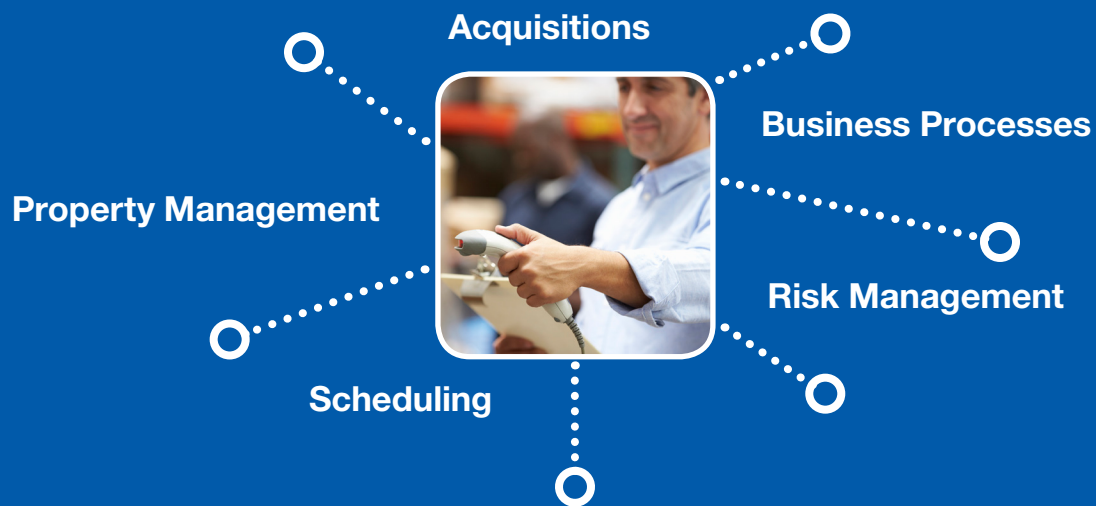 Acquisitions
Business Processes
Property Management
Risk Management
Scheduling